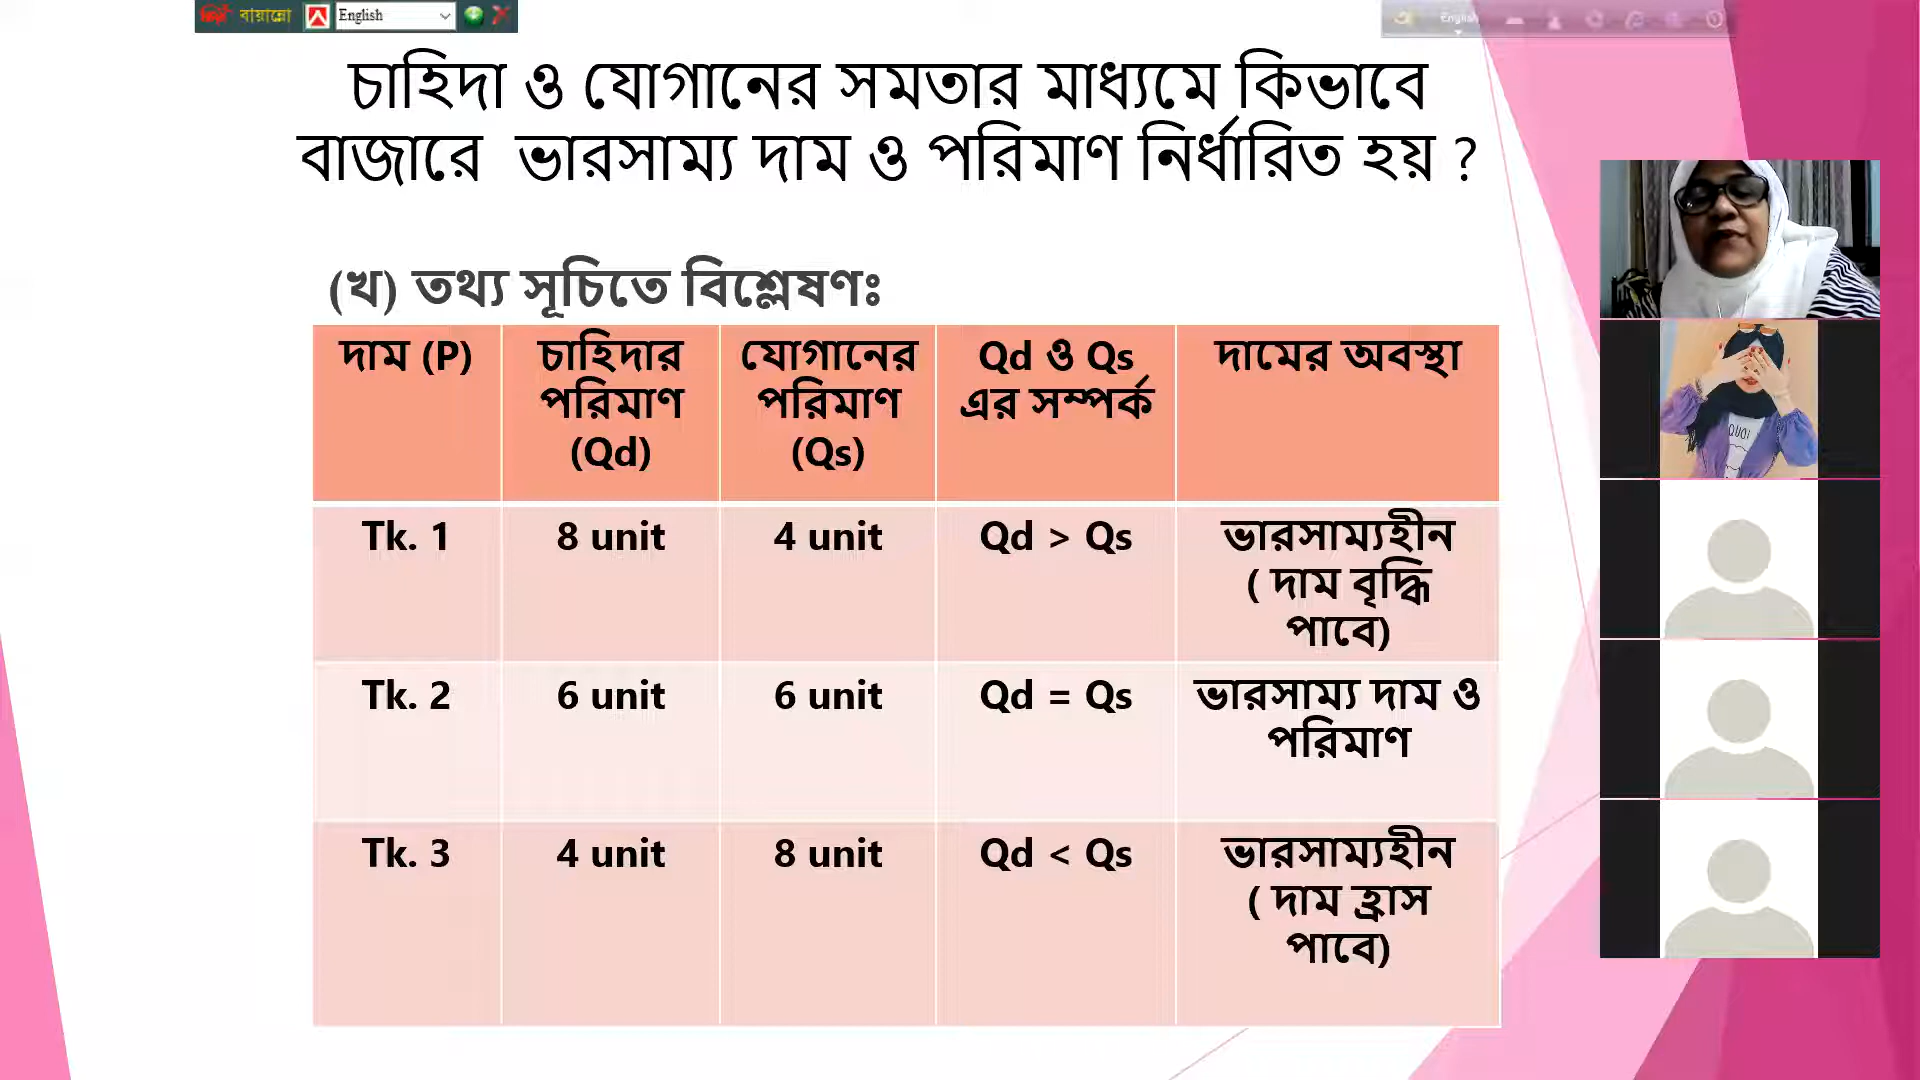 বায়ান্নো English
English
চাহিদা ও যোগানের সমতার মাধ্যমে কিভাবে
বাজারে ভারসাম্য দাম ও পরিমাণ নির্ধারিত হয় ?
(খ) তথ্য সূচিতে বিশ্লেষণঃ
দাম (P)
চাহিদার
পরিমাণ
(Qd)
যোগানের
পরিমাণ
(Qs)
Qd ও Qs
এর সম্পর্ক
দামের অবস্থা
Tk. 1
8 unit
4 unit
Qd > Qs
ভারসাম্যহীন
( দাম বৃদ্ধি
পাবে)
Tk. 2
6 unit
6 unit
Qd = Qs
ভারসাম্য দাম ও
পরিমাণ
Tk. 3
4 unit
8 unit
Qd < Qs
ভারসাম্যহীন
( দাম হ্রাস
পাবে)
QUOI